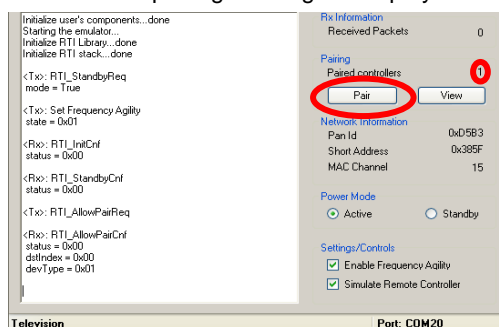 Initialize user's components...done
Starting the emulator...
Initialize RTI Library...done
Initialize RTI stack...done
<Tx>: RTI_StandbyReq
mode = True
<Tx>: Set Frequency Agility
state = 0x01
<Rx>: RTI_InitCnf
status = 0x00
<Rx>: RTI_StandbyCnf
status = 0x00
<Tx>: RTI_AllowPairReq
<Rx>: RTI_AllowPairCnf
status = 0x00
dstIndex = 0x00
devType = 0x01
Rx Information
Received Packets 0
Pairing
Paired controllers 1
Pair View
Network Information
Pan Id 0xD5B3
Short Address 0x385F
MAC Channel 15
Power Mode
Active Standby
Settings/Controls
Enable Frequency Agility
Simulate Remote Controller
Television Port: COM20